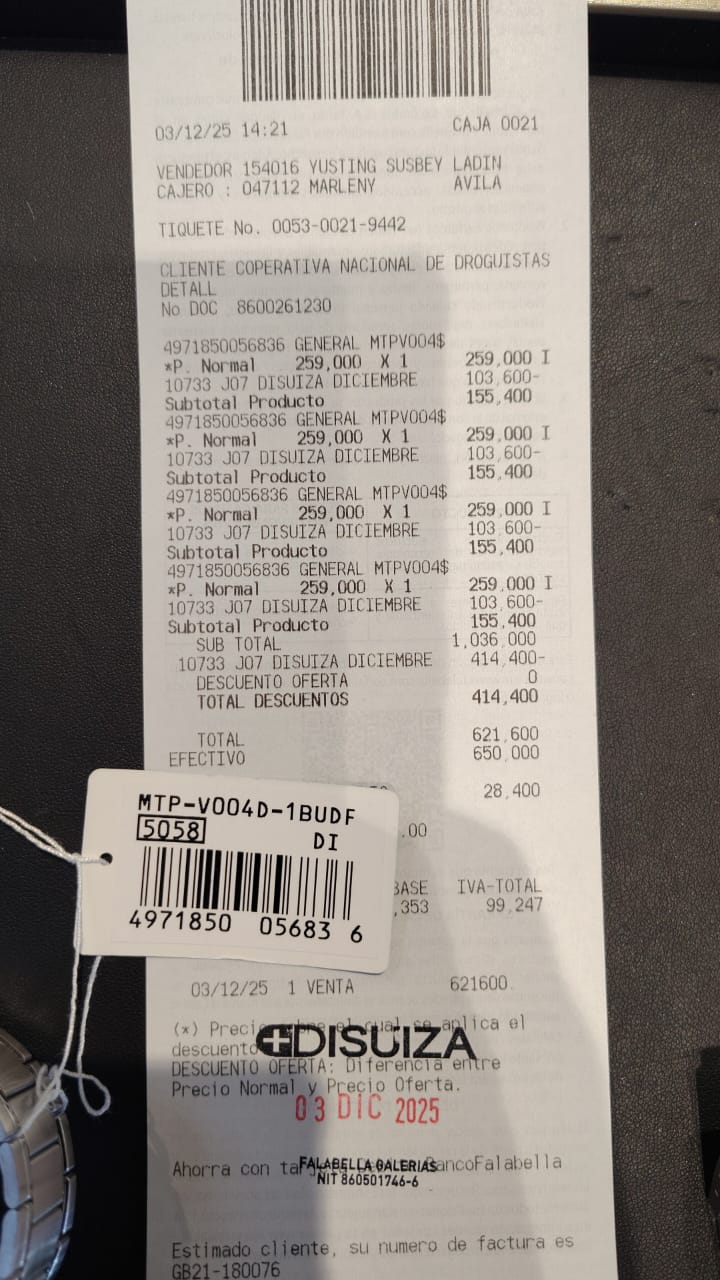 03/12/25 14:21 CAJA 0021
VENDEDOR 154016 YUSTING SUSBEY LADIN
CAJERO : 047112 MARLENY AVILA
TIQUETE No. 0053-0021-9442
CLIENTE COPERATIVA NACIONAL DE DROGUISTAS
DETALL
No DOC 8600261230
4971850056836 GENERAL MTPV004$
*P. Normal 259,000 X 1 259,000 I
10733 J07 DISUIZA DICIEMBRE 103,600-
Subtotal Producto 155,400
4971850056836 GENERAL MTPV004$
*P. Normal 259,000 X 1 259,000 I
10733 J07 DISUIZA DICIEMBRE 103,600-
Subtotal Producto 155,400
4971850056836 GENERAL MTPV004$
*P. Normal 259,000 X 1 259,000 I
10733 J07 DISUIZA DICIEMBRE 103,600-
Subtotal Producto 155,400
4971850056836 GENERAL MTPV004$
*P. Normal 259,000 X 1 259,000 I
10733 J07 DISUIZA DICIEMBRE 103,600-
Subtotal Producto 155,400
SUB TOTAL 1,036,000
10733 J07 DISUIZA DICIEMBRE 414,400-
DESCUENTO OFERTA 0
TOTAL DESCUENTOS 414,400
TOTAL 621,600
EFECTIVO 650,000
28,400
MTP-V004D-1BUDF
5058 DI
4971850 05683 6
.00
BASE IVA-TOTAL
,353 99,247
03/12/25 1 VENTA 621600
(*) Precio sobre el cual se aplica el
descuento
DISUIZA
DESCUENTO OFERTA: Diferencia entre
Precio Normal y Precio Oferta.
03 DIC 2025
Ahorra con BancoFalabella
FALABELLA GALERIAS
NIT 860501746-6
Estimado cliente, su numero de factura es
GB21-180076